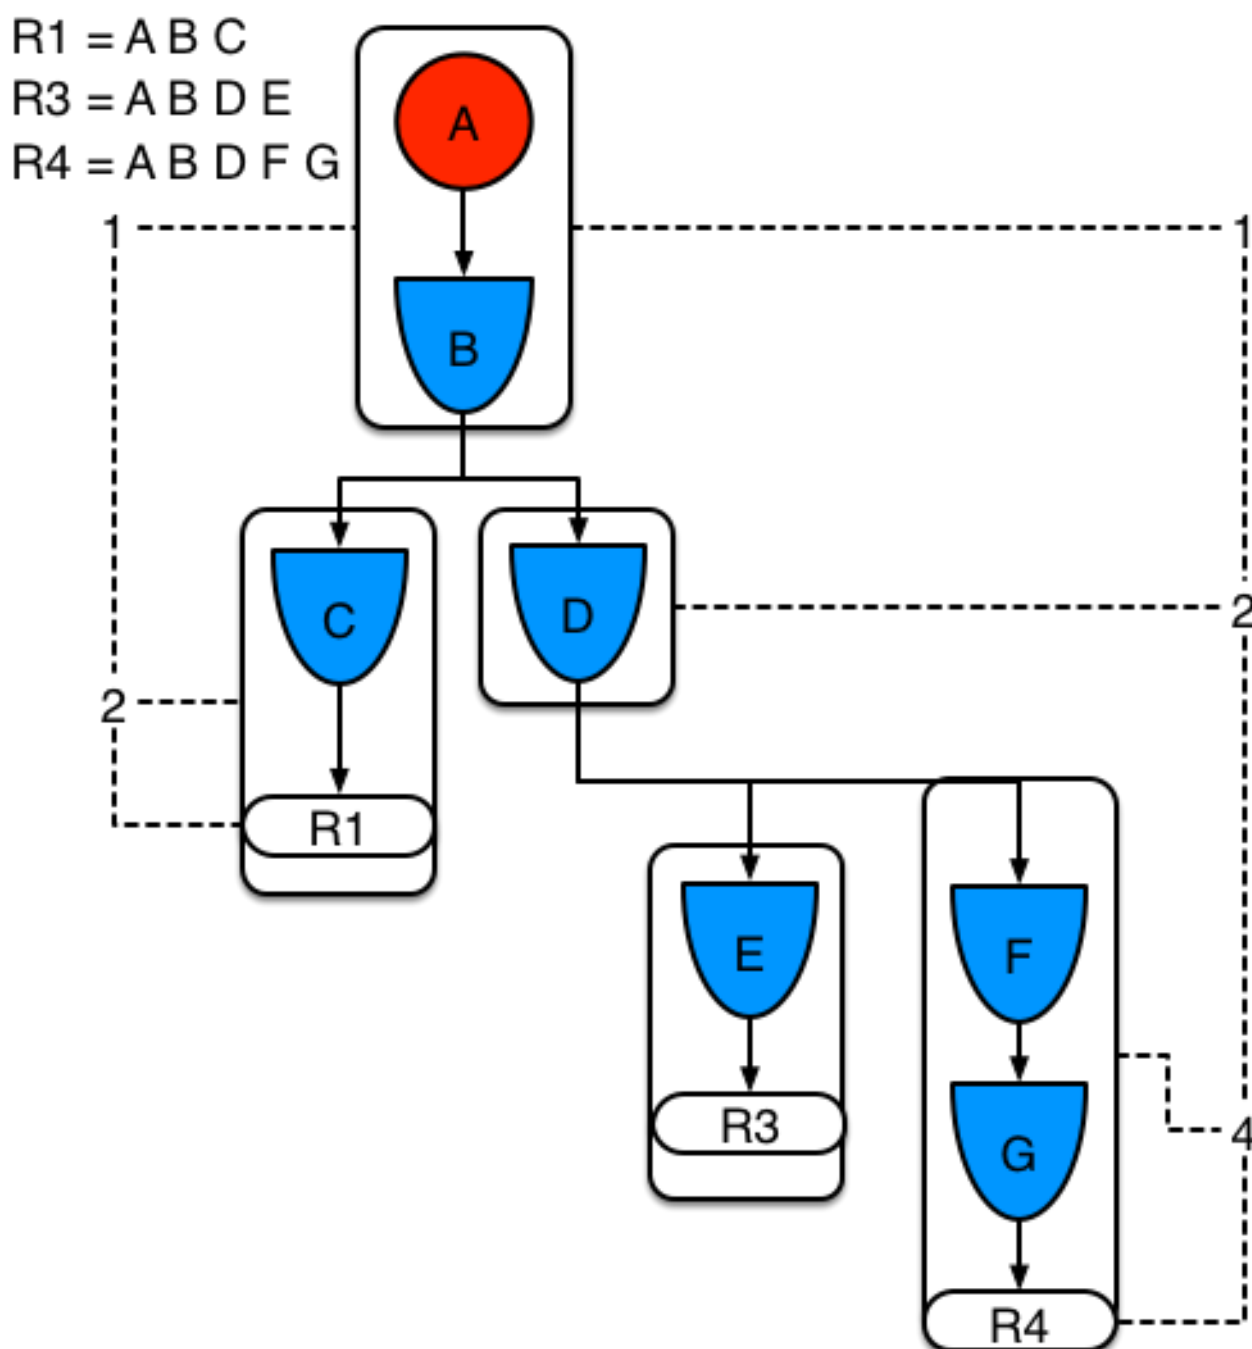 R1 = A B C
R3 = A B D E
R4 = A B D F G
A
1
1
B
C
D
2
2
R1
E
F
R3
4
G
R4